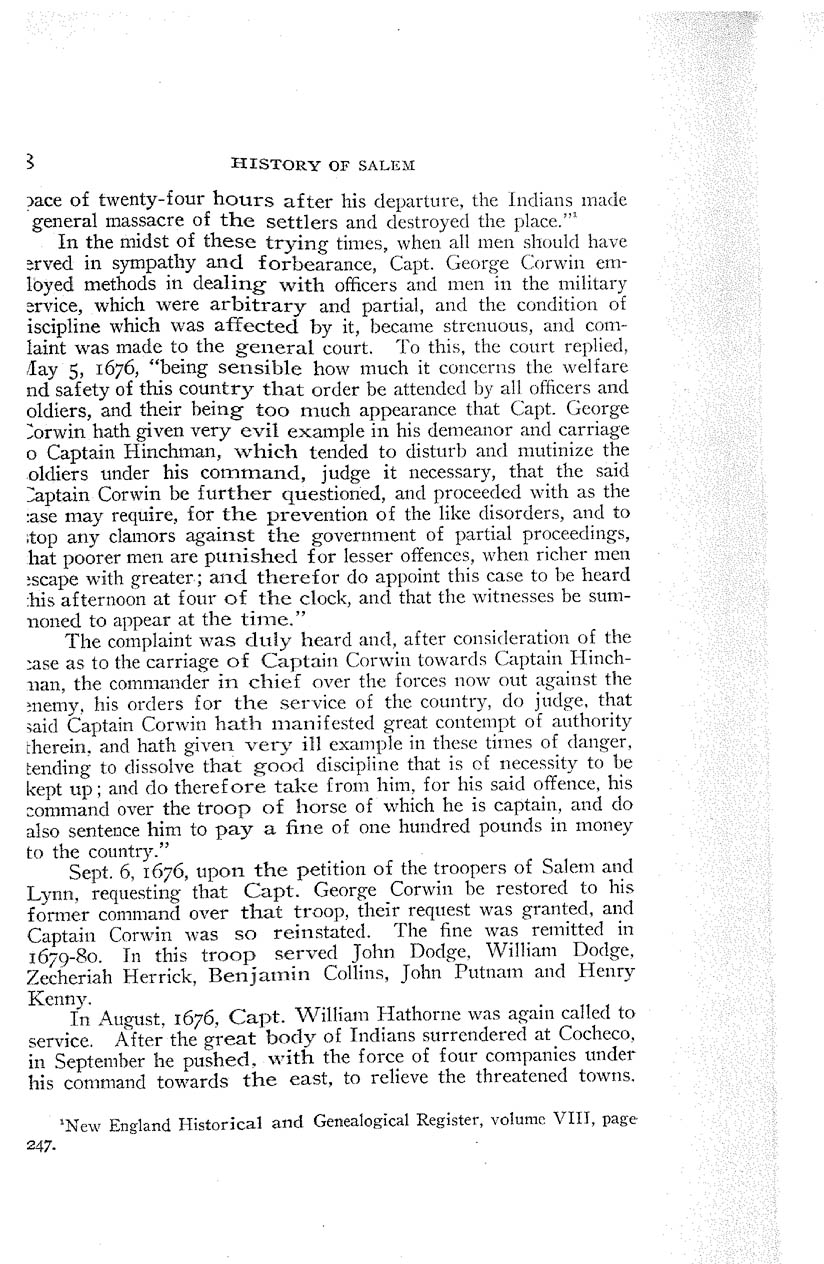 3 HISTORY OF SALEM
pace of twenty-four hours after his departure, the Indians made
general massacre of the settlers and destroyed the place."¹
In the midst of these trying times, when all men should have
erved in sympathy and forbearance, Capt. George Corwin em-
loyed methods in dealing with officers and men in the military
ervice, which were arbitrary and partial, and the condition of
iscipline which was affected by it, became strenuous, and com-
laint was made to the general court. To this, the court replied,
May 5, 1676, "being sensible how much it concerns the welfare
nd safety of this country that order be attended by all officers and
oldiers, and their being too much appearance that Capt. George
Corwin hath given very evil example in his demeanor and carriage
o Captain Hinchman, which tended to disturb and mutinize the
oldiers under his command, judge it necessary, that the said
Captain Corwin be further questioned, and proceeded with as the
case may require, for the prevention of the like disorders, and to
stop any clamors against the government of partial proceedings,
hat poorer men are punished for lesser offences, when richer men
escape with greater; and therefor do appoint this case to be heard
this afternoon at four of the clock, and that the witnesses be sum-
moned to appear at the time."
The complaint was duly heard and, after consideration of the
case as to the carriage of Captain Corwin towards Captain Hinch-
man, the commander in chief over the forces now out against the
enemy, his orders for the service of the country, do judge, that
said Captain Corwin hath manifested great contempt of authority
therein, and hath given very ill example in these times of danger,
tending to dissolve that good discipline that is of necessity to be
kept up; and do therefore take from him, for his said offence, his
command over the troop of horse of which he is captain, and do
also sentence him to pay a fine of one hundred pounds in money
to the country."
Sept. 6, 1676, upon the petition of the troopers of Salem and
Lynn, requesting that Capt. George Corwin be restored to his
former command over that troop, their request was granted, and
Captain Corwin was so reinstated. The fine was remitted in
1679-80. In this troop served John Dodge, William Dodge,
Zecheriah Herrick, Benjamin Collins, John Putnam and Henry
Kenny.
In August, 1676, Capt. William Hathorne was again called to
service. After the great body of Indians surrendered at Cocheco,
in September he pushed, with the force of four companies under
his command towards the east, to relieve the threatened towns.
¹New England Historical and Genealogical Register, volume VIII, page
247.